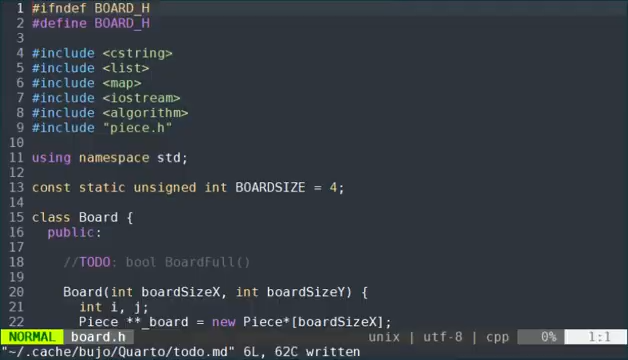 1 #ifndef BOARD_H
2 #define BOARD_H
3
4 #include <cstring>
5 #include <list>
6 #include <map>
7 #include <iostream>
8 #include <algorithm>
9 #include "piece.h"
10
11 using namespace std;
12
13 const static unsigned int BOARDSIZE = 4;
14
15 class Board {
16 public:
17
18 //TODO: bool BoardFull()
19
20 Board(int boardSizeX, int boardSizeY) {
21 int i, j;
22 Piece **_board = new Piece*[boardSizeX];
NORMAL board.h unix | utf-8 | cpp 0% 1:1
"~/.cache/bujo/Quarto/todo.md" 6L, 62C written